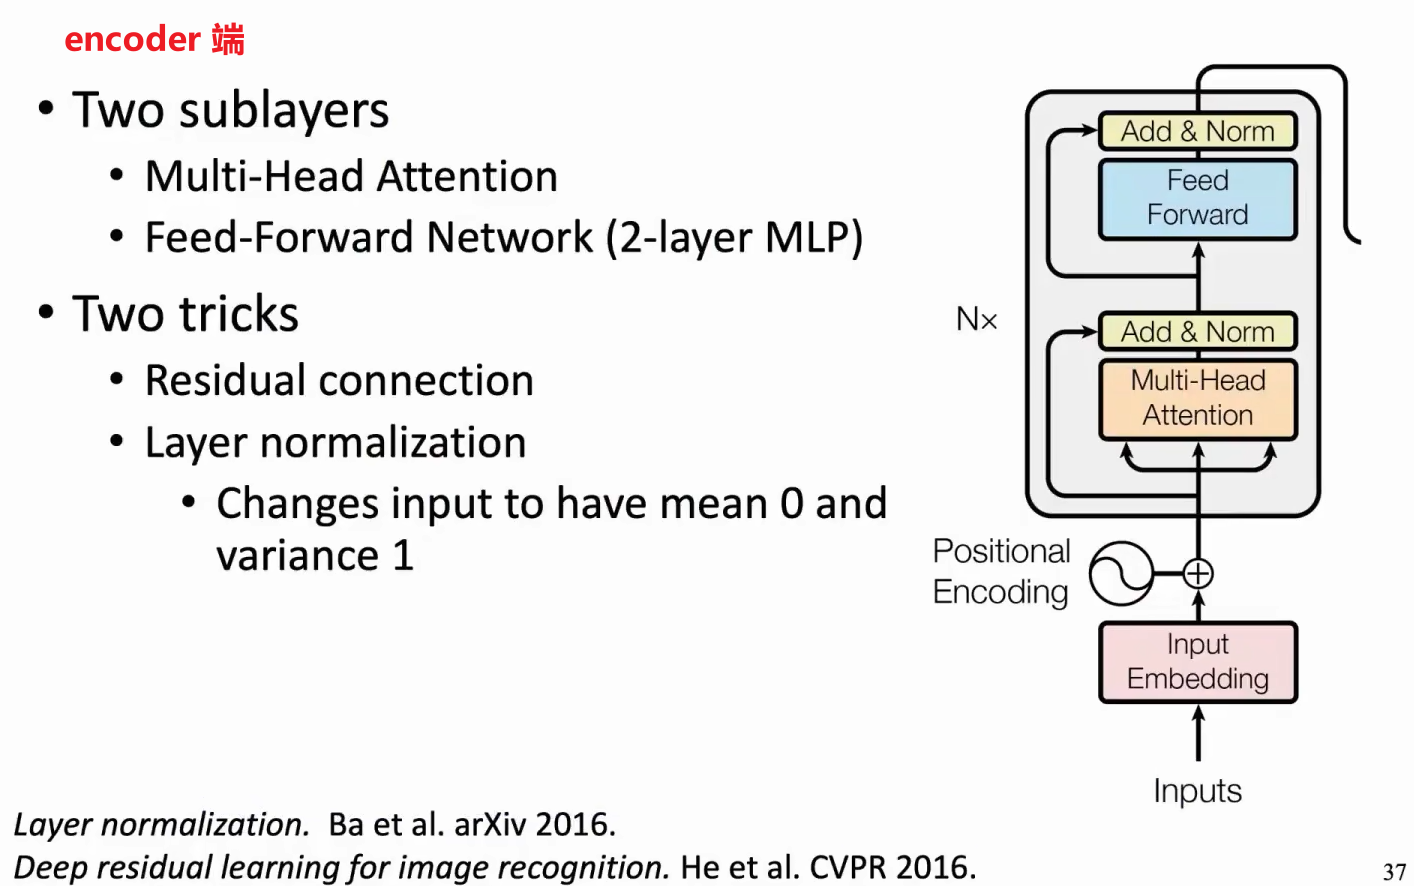 encoder 端
• Two sublayers
• Multi-Head Attention
• Feed-Forward Network (2-layer MLP)
• Two tricks
• Residual connection
• Layer normalization
• Changes input to have mean 0 and
variance 1
Add & Norm
Feed
Forward
N×
Add & Norm
Multi-Head
Attention
Positional
Encoding
Input
Embedding
Inputs
Layer normalization. Ba et al. arXiv 2016.
Deep residual learning for image recognition. He et al. CVPR 2016.
37